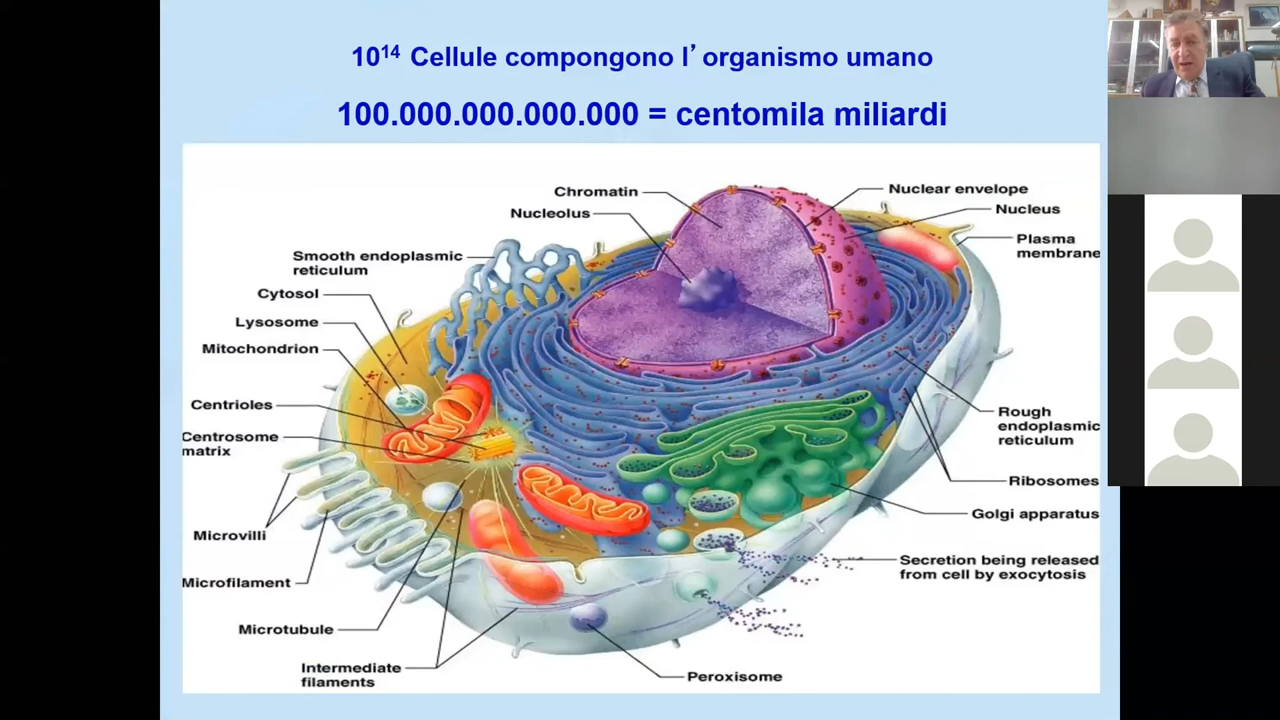 10¹⁴ Cellule compongono l'organismo umano
100.000.000.000.000 = centomila miliardi
Chromatin
Nucleolus
Smooth endoplasmic
reticulum
Cytosol
Lysosome
Mitochondrion
Centrioles
Centrosome
matrix
Microvilli
Microfilament
Microtubule
Intermediate
filaments
Nuclear envelope
Nucleus
Plasma
membrane
Rough
endoplasmic
reticulum
Ribosomes
Golgi apparatus
Secretion being released
from cell by exocytosis
Peroxisome